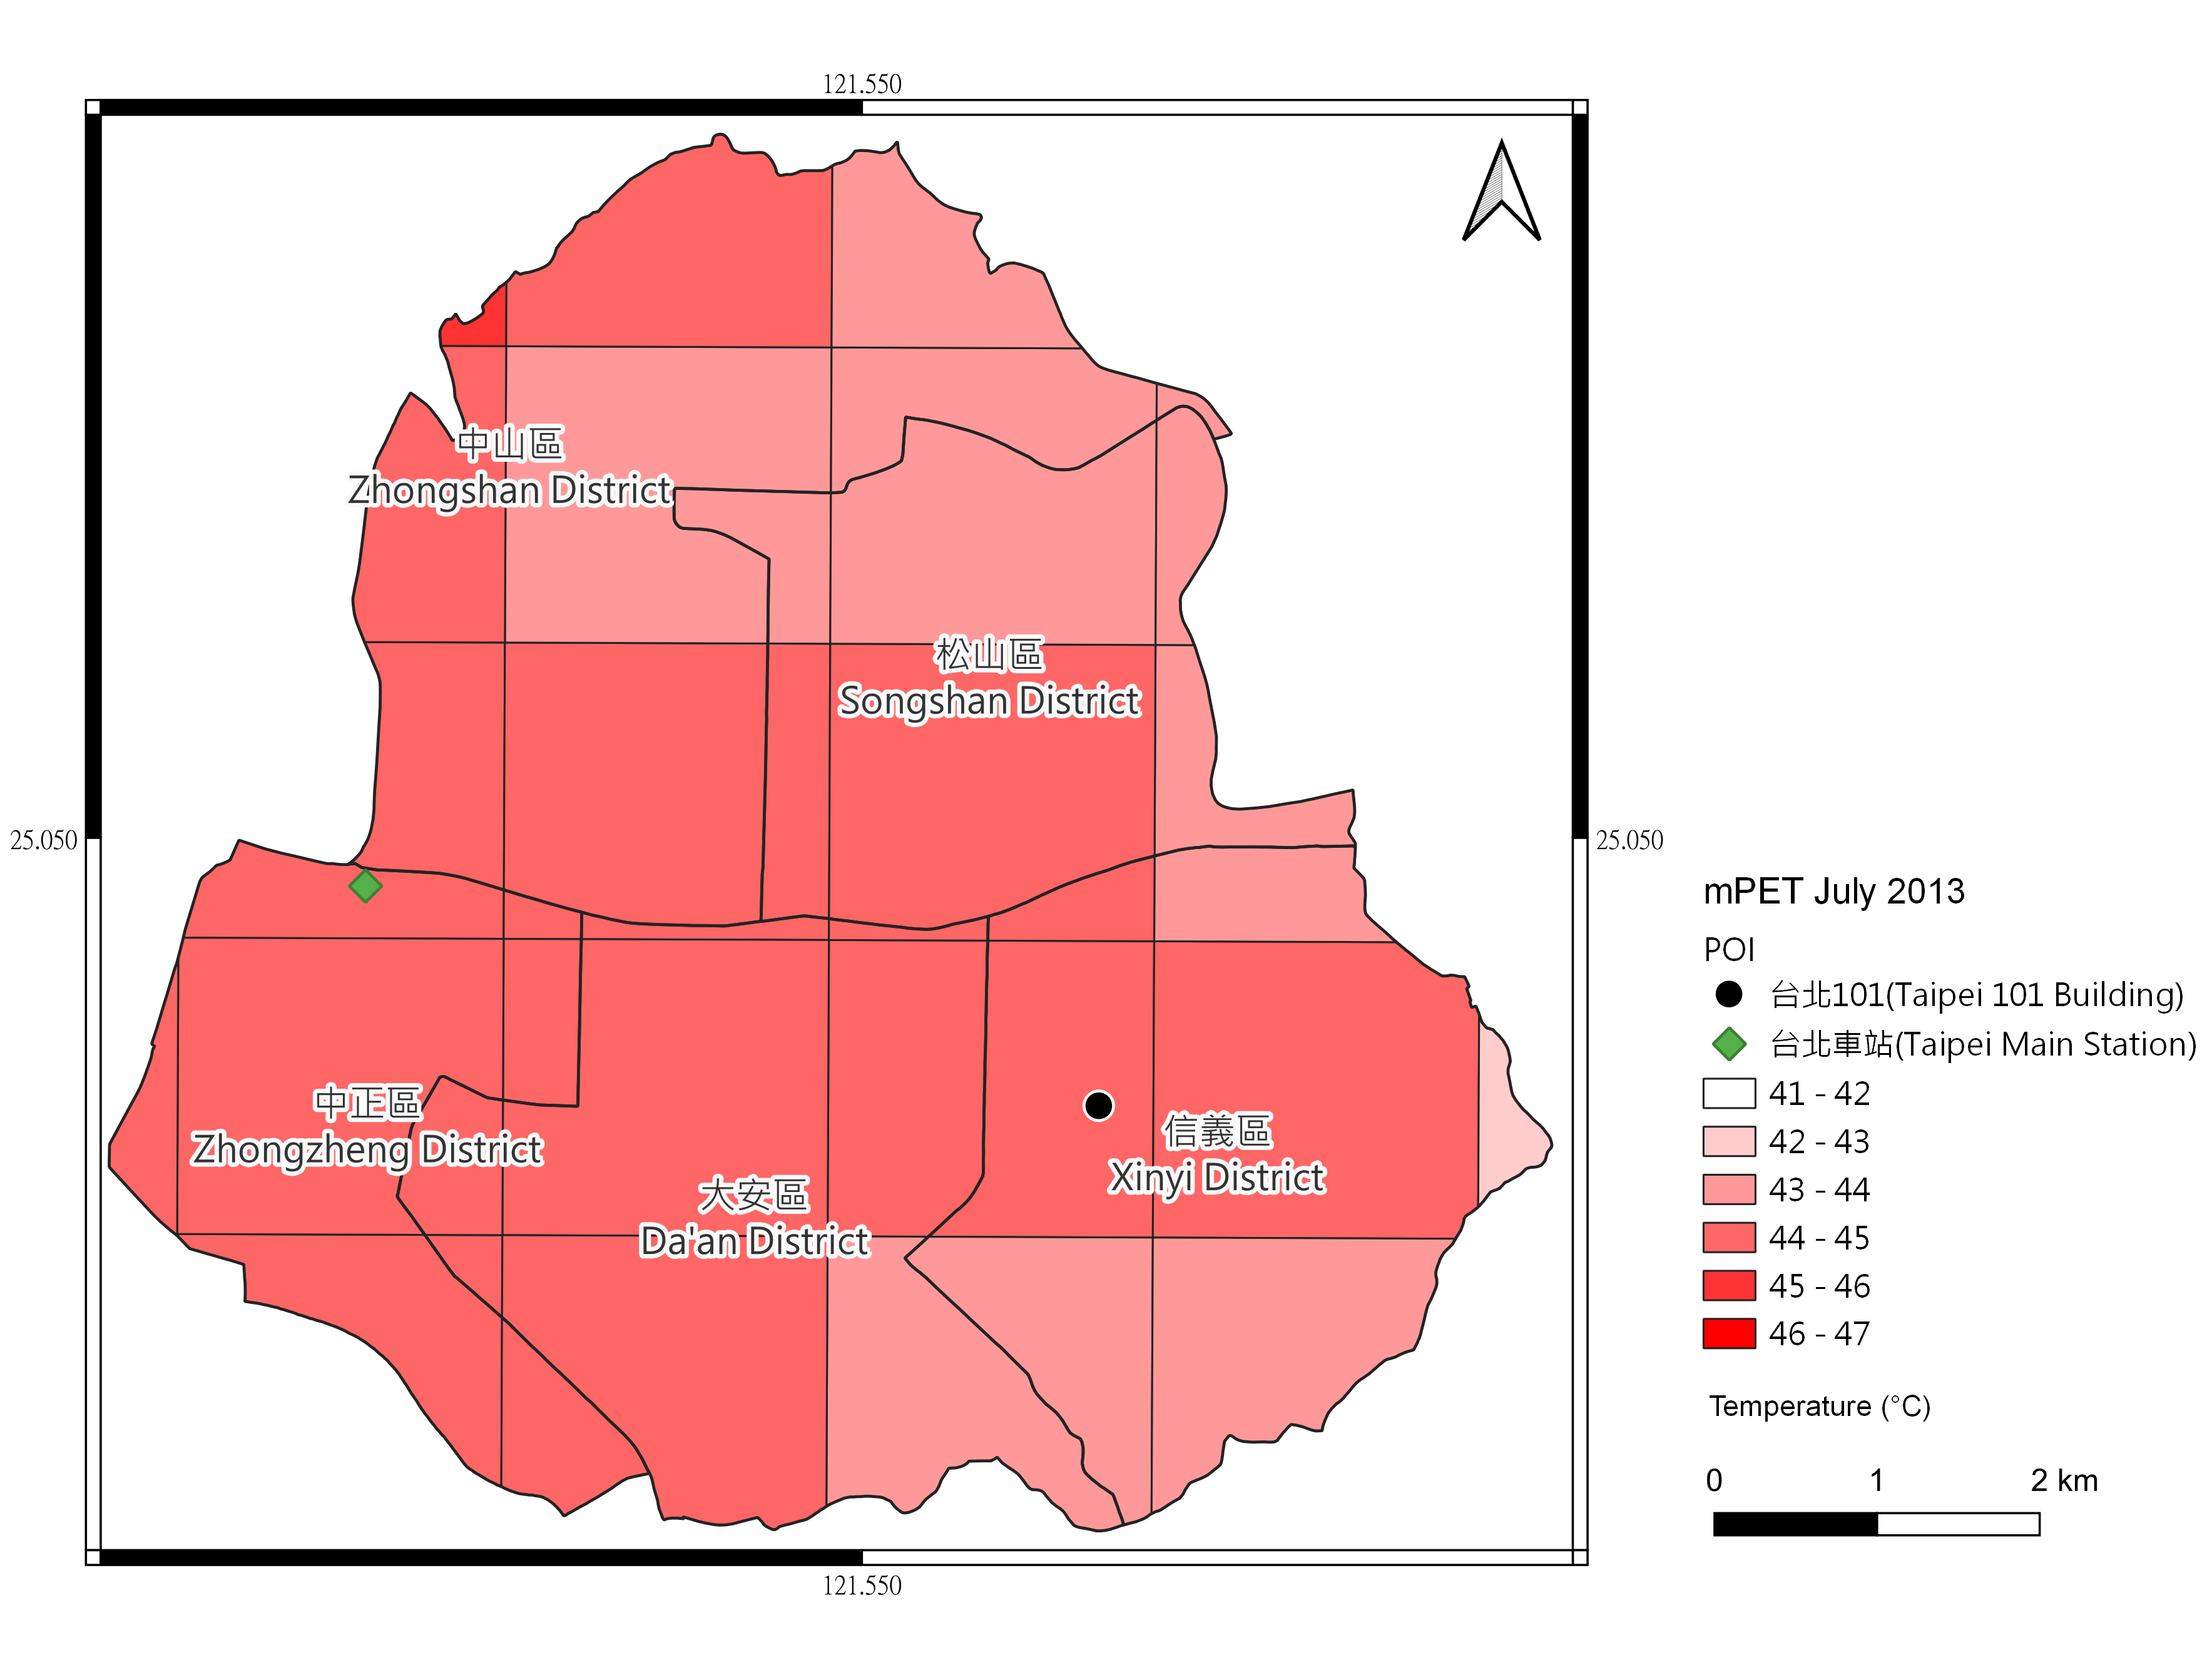 121.550
中山區
Zhongshan District
松山區
Songshan District
25.050
25.050
中正區
Zhongzheng District
大安區
Da'an District
信義區
Xinyi District
121.550
mPET July 2013
POI
台北101(Taipei 101 Building)
台北車站(Taipei Main Station)
41 - 42
42 - 43
43 - 44
44 - 45
45 - 46
46 - 47
Temperature (°C)
0 1 2 km